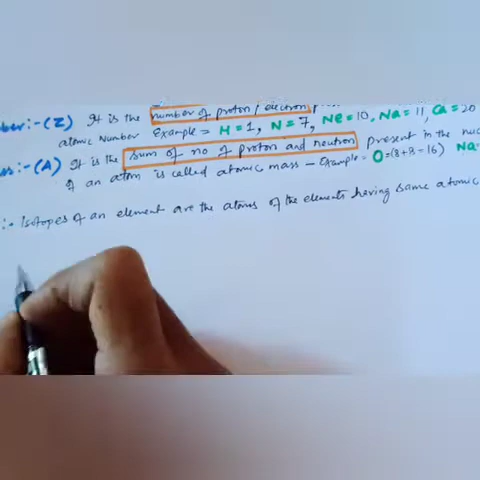 number of proton/electron
ber:-(Z) It is the
atomic Number Example = H = 1, N = 7, Ne = 10, Na = 11, Ca = 20
(A) It is the sum of no of proton and neutron present in the nuc
of an atom is called atomic mass - Example = O = (8+8=16) Na
:- Isotopes of an element are the atoms of the elements having same atomic